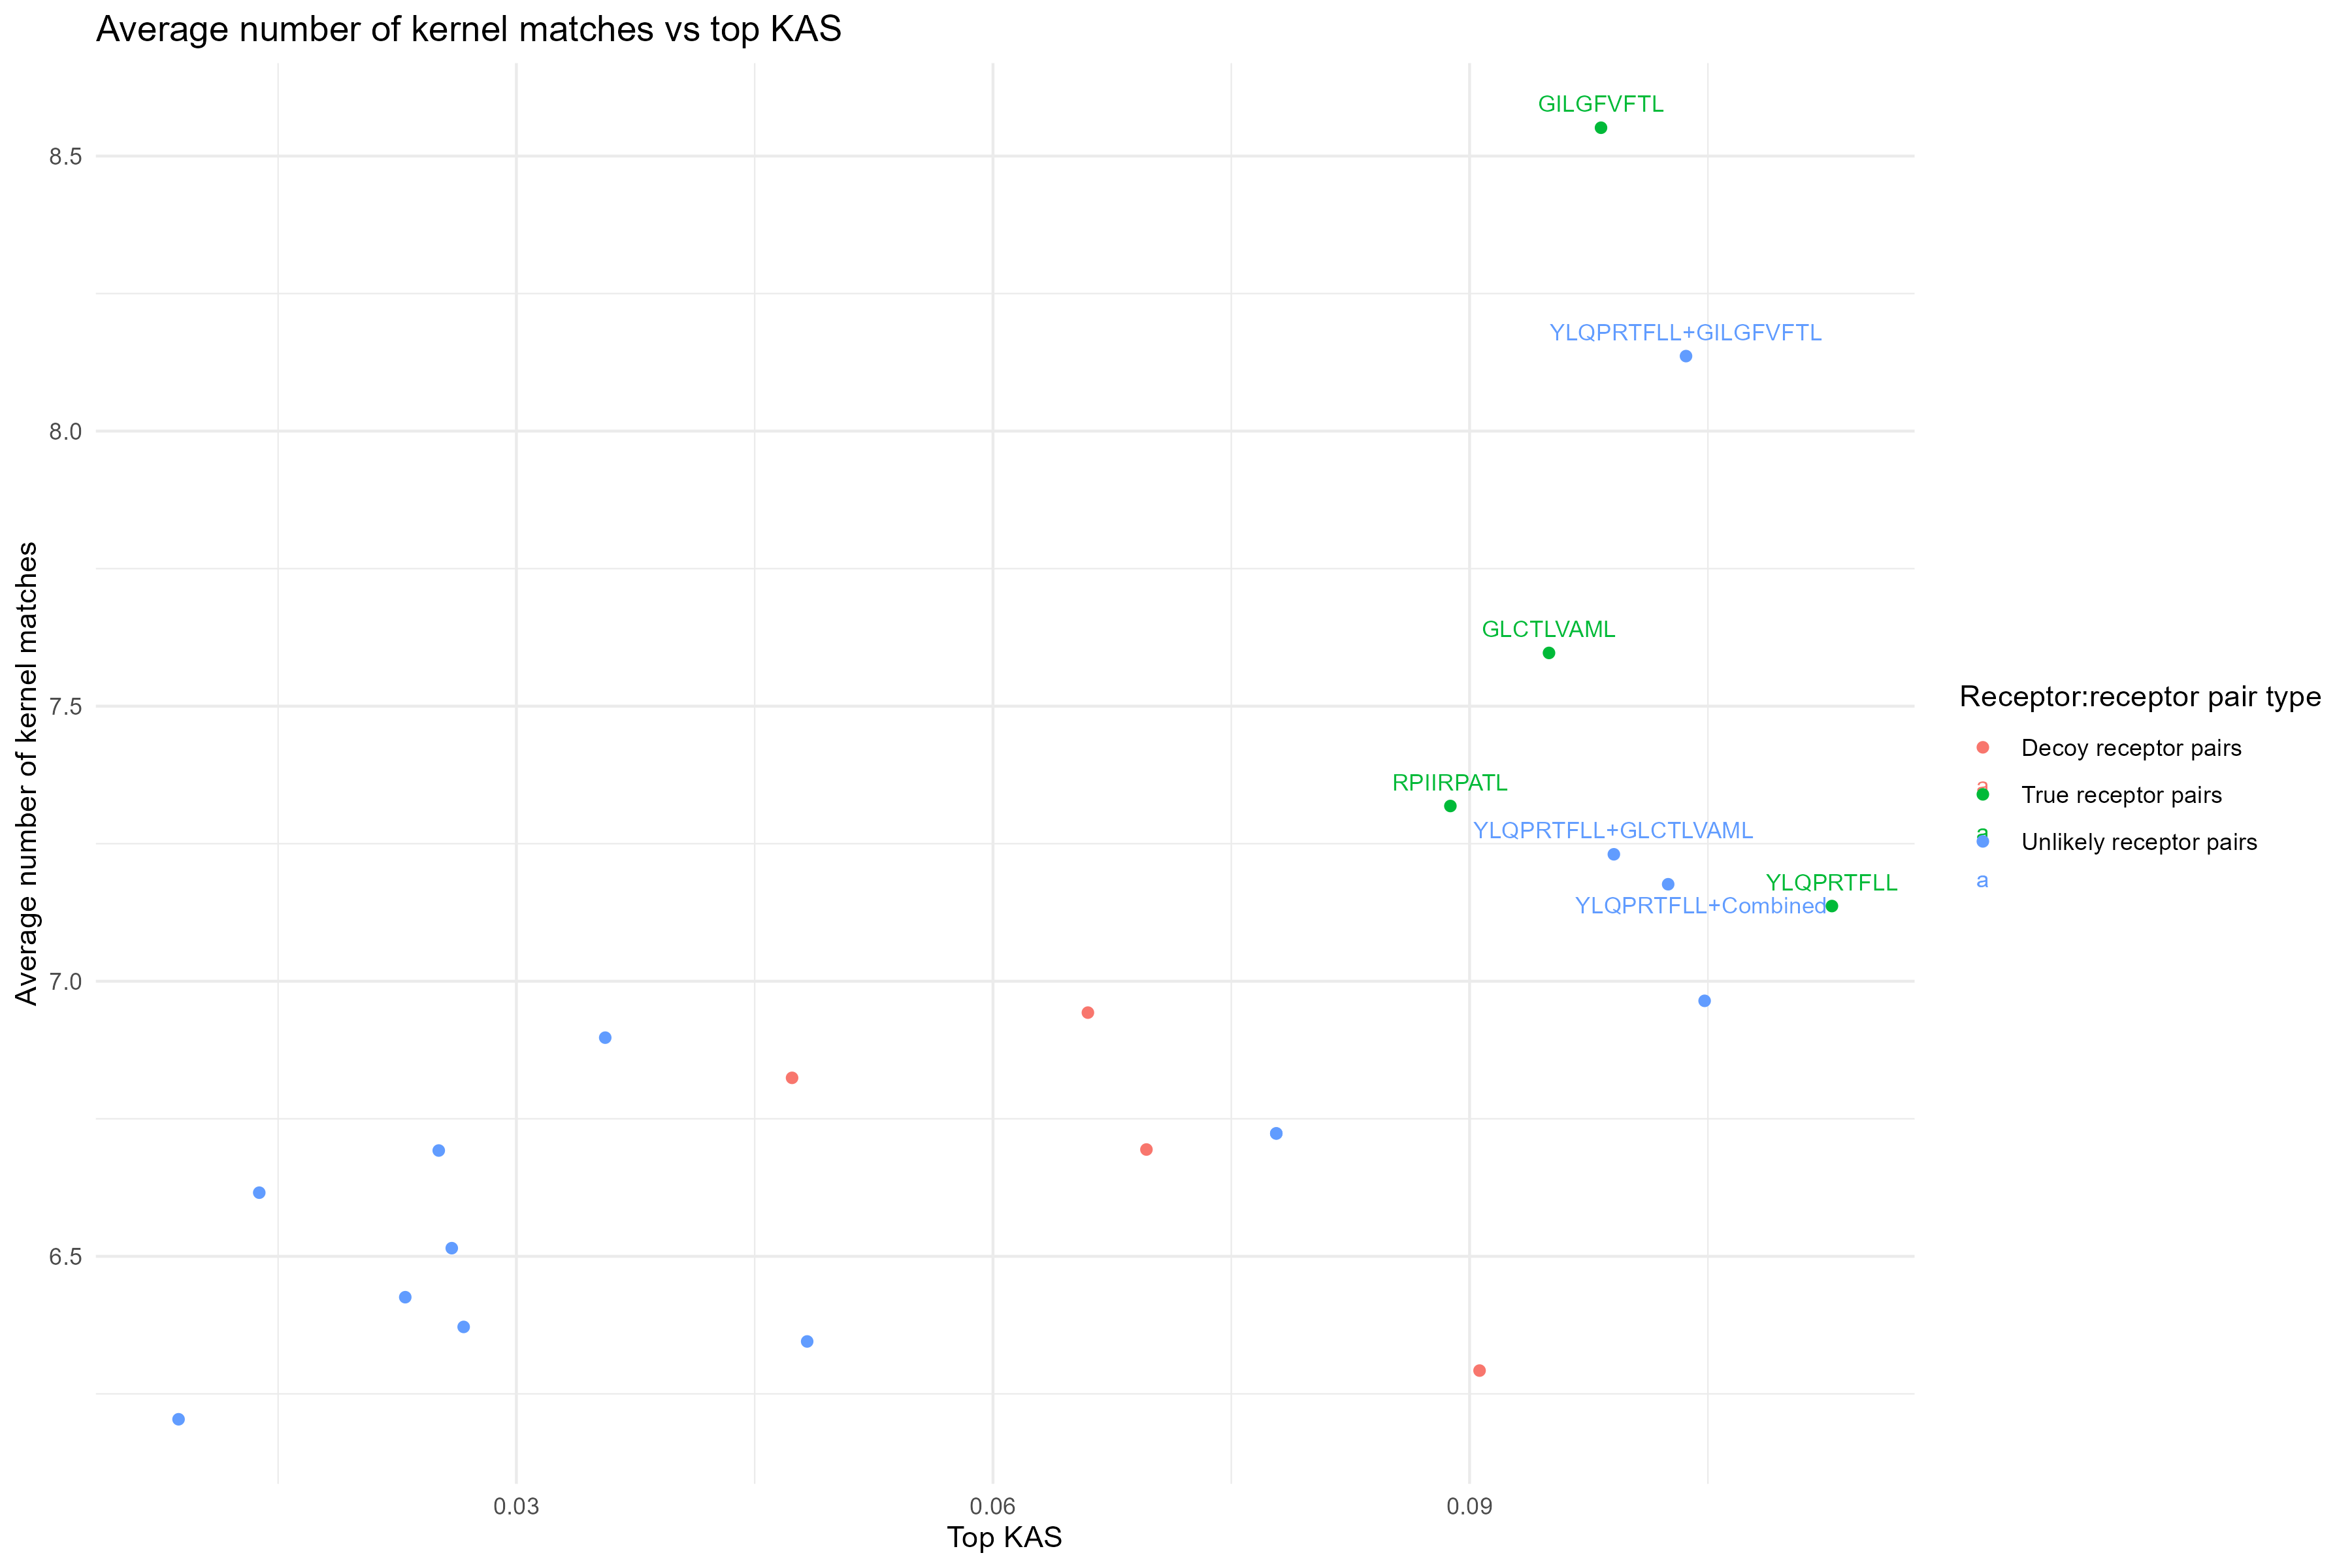 Average number of kernel matches vs top KAS
GILGFVFTL
8.5
YLQPRTFLL+GILGFVFTL
8.0
GLCTLVAML
7.5
RPIIRPATL
YLQPRTFLL+GLCTLVAML
YLQPRTFLL
YLQPRTFLL+Combined
7.0
6.5
Average number of kernel matches
0.03
0.06
0.09
Top KAS
Receptor:receptor pair type
Decoy receptor pairs
a
True receptor pairs
a
Unlikely receptor pairs
a